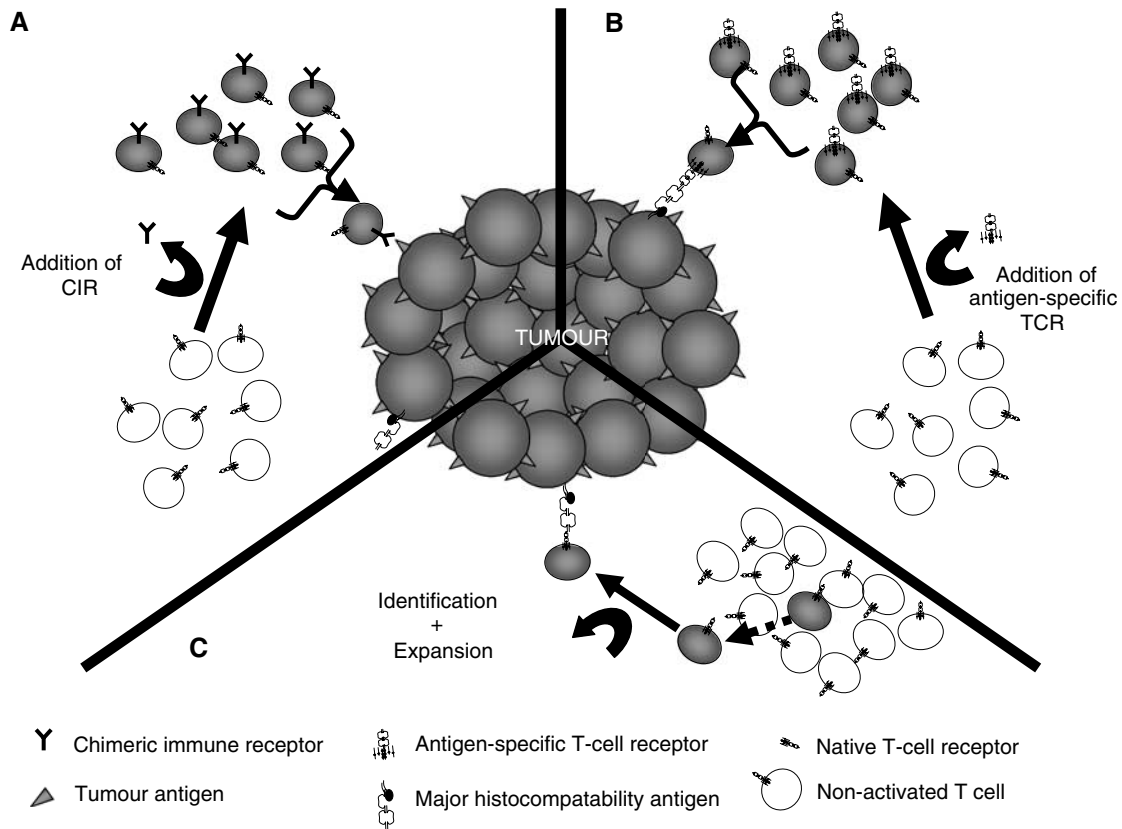 A
B
Addition of
CIR
TUMOUR
Addition of
antigen-specific
TCR
Identification
+
Expansion
C
Chimeric immune receptor
Antigen-specific T-cell receptor
Native T-cell receptor
Tumour antigen
Major histocompatability antigen
Non-activated T cell